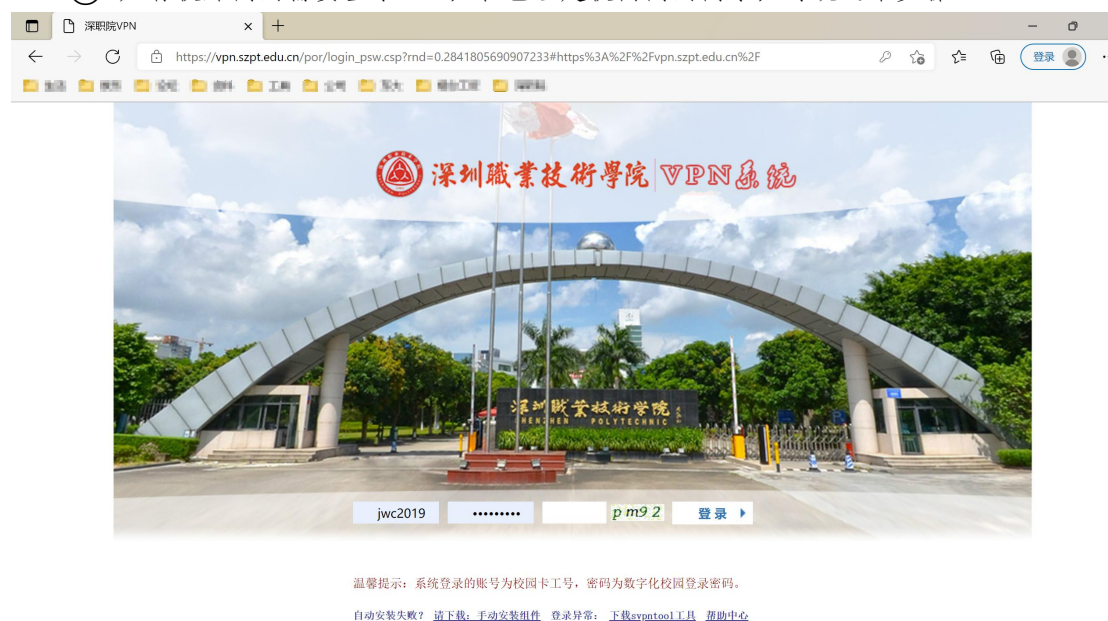 深职院VPN
https://vpn.szpt.edu.cn/por/login_psw.csp?rnd=0.2841805690907233#https%3A%2F%2Fvpn.szpt.edu.cn%2F
登录
深圳職業技術學院 VPN系统
深圳职业技术学院
SHENZHEN POLYTECHNIC
jwc2019 ••••••••• pm92 登录
温馨提示：系统登录的账号为校园卡工号，密码为数字化校园登录密码。
自动安装失败？ 请下载：手动安装组件 登录异常： 下载svpntool工具 帮助中心